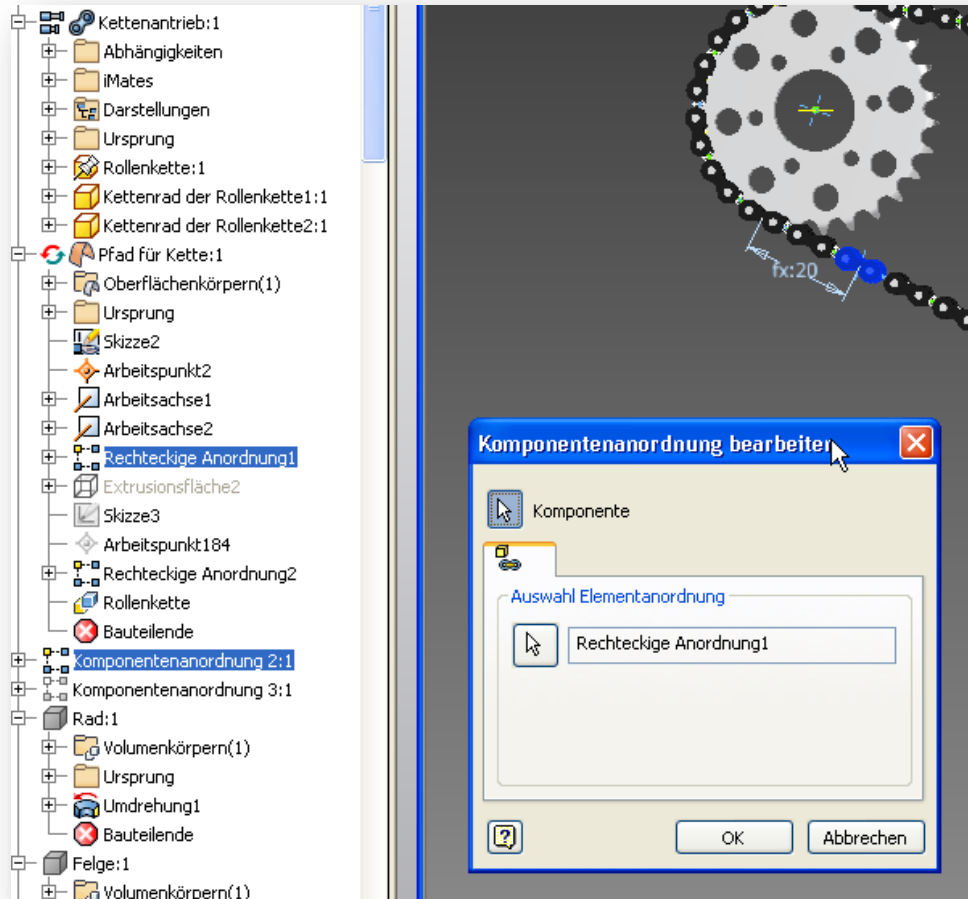 Kettenantrieb:1
Abhängigkeiten
iMates
Darstellungen
Ursprung
Rollenkette:1
Kettenrad der Rollenkette1:1
Kettenrad der Rollenkette2:1
Pfad für Kette:1
Oberflächenkörpern(1)
Ursprung
Skizze2
Arbeitspunkt2
Arbeitsachse1
Arbeitsachse2
Rechteckige Anordnung1
Extrusionsfläche2
Skizze3
Arbeitspunkt184
Rechteckige Anordnung2
Rollenkette
Bauteilende
Komponentenanordnung 2:1
Komponentenanordnung 3:1
Rad:1
Volumenkörpern(1)
Ursprung
Umdrehung1
Bauteilende
Felge:1
Volumenkörpern(1)
fx:20
Komponentenanordnung bearbeiten
Komponente
Auswahl Elementanordnung
Rechteckige Anordnung1
OK
Abbrechen